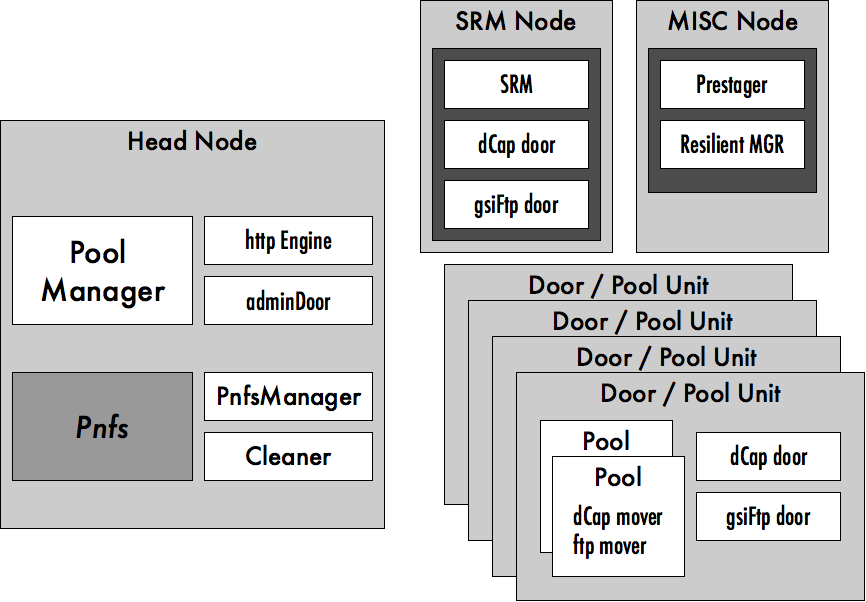 SRM Node
SRM
dCap door
gsiFtp door
MISC Node
Prestager
Resilient MGR
Head Node
Pool
Manager
http Engine
adminDoor
Pnfs
PnfsManager
Cleaner
Door / Pool Unit
Door / Pool Unit
Door / Pool Unit
Door / Pool Unit
Pool
Pool
dCap mover
ftp mover
dCap door
gsiFtp door